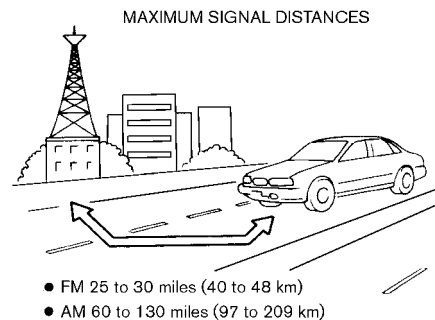 MAXIMUM SIGNAL DISTANCES
● FM 25 to 30 miles (40 to 48 km)
● AM 60 to 130 miles (97 to 209 km)